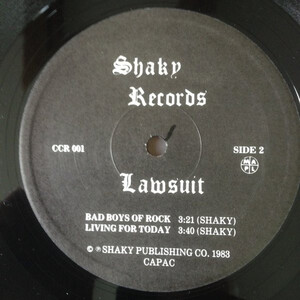 Shaky
Records
CCR 001
SIDE 2
M A
P L
Lawsuit
BAD BOYS OF ROCK 3:21 (SHAKY)
LIVING FOR TODAY 3:40 (SHAKY)
© ℗ SHAKY PUBLISHING CO. 1983
CAPAC